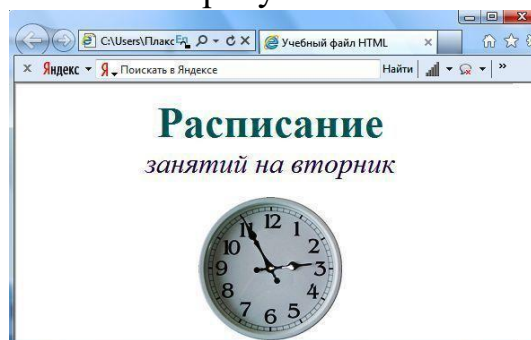 C:\Users\Плакс
Учебный файл HTML
Яндекс Я Поискать в Яндексе Найти
Расписание
занятий на вторник
11 12 1
10 2
9 3
8 4
7 6 5